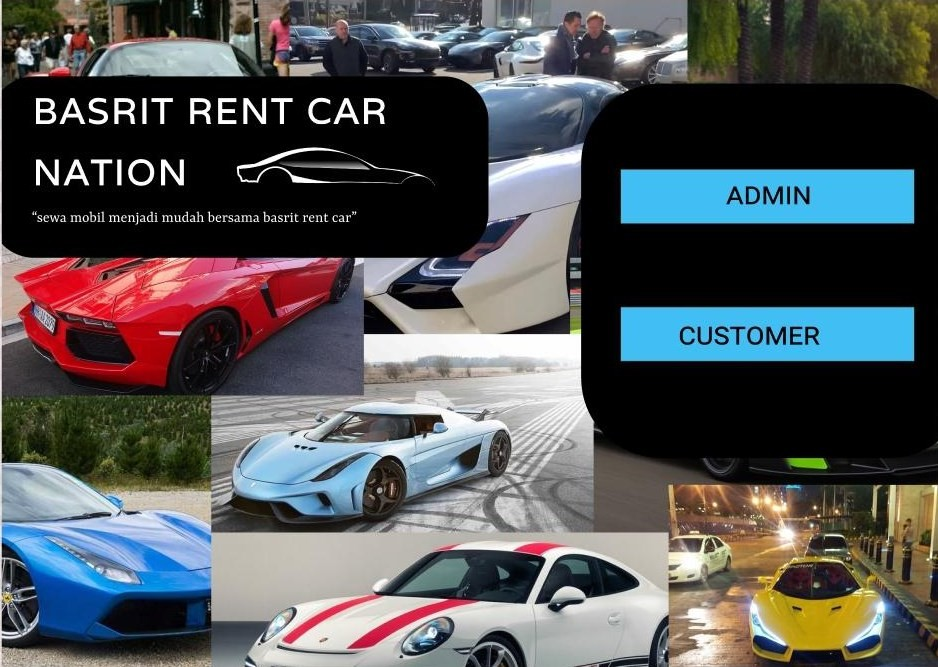 BASRIT RENT CAR
NATION
“sewa mobil menjadi mudah bersama basrit rent car”
ADMIN
CUSTOMER